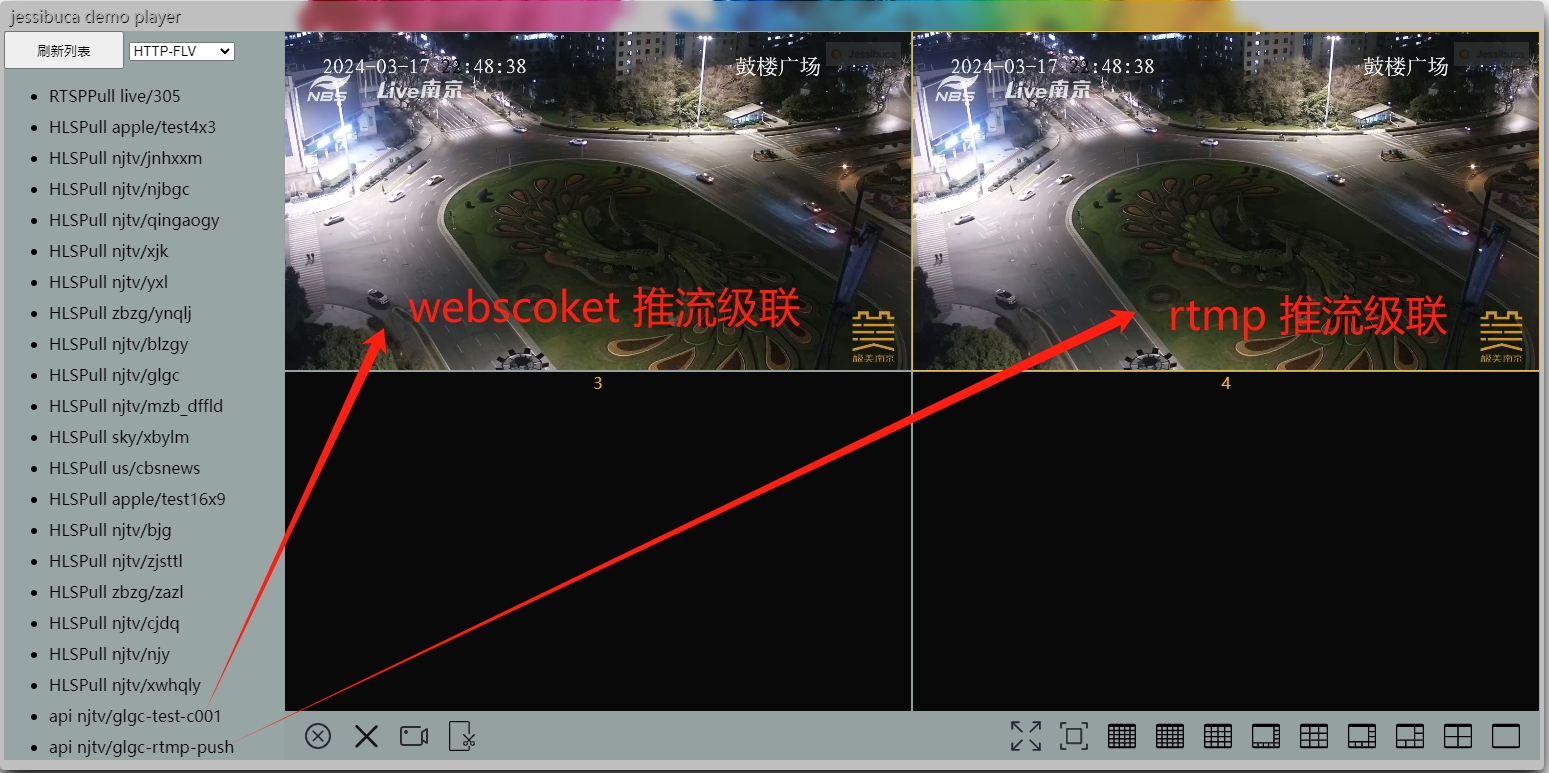 jessibuca demo player
刷新列表
HTTP-FLV
RTSPPull live/305
HLSPull apple/test4x3
HLSPull njtv/jnhxxm
HLSPull njtv/njbgc
HLSPull njtv/qingaogy
HLSPull njtv/xjk
HLSPull njtv/yxl
HLSPull zbzg/ynqlj
HLSPull njtv/blzgy
HLSPull njtv/glgc
HLSPull njtv/mzb_dffld
HLSPull sky/xbylm
HLSPull us/cbsnews
HLSPull apple/test16x9
HLSPull njtv/bjg
HLSPull njtv/zjsttl
HLSPull zbzg/zazl
HLSPull njtv/cjdq
HLSPull njtv/njy
HLSPull njtv/xwhqly
api njtv/glgc-test-c001
api njtv/glgc-rtmp-push
Jessibuca
2024-03-17 :48:38 鼓楼广场
NBS Live南京
webscoket 推流级联
极美南京
Jessibuca
2024-03-17 :48:38 鼓楼广场
NBS Live南京
rtmp 推流级联
极美南京
3
4